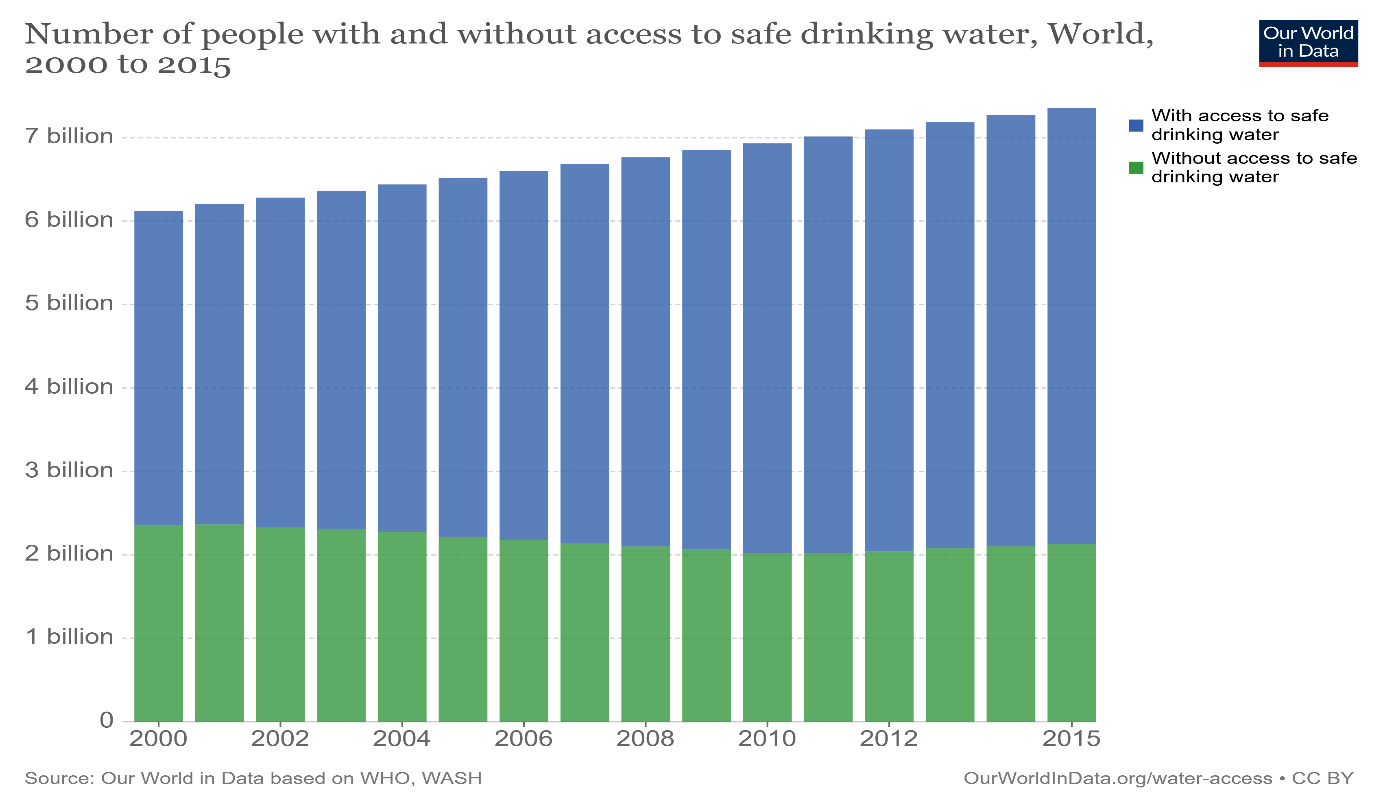 Number of people with and without access to safe drinking water, World,
2000 to 2015
Our World
in Data
With access to safe
drinking water
Without access to safe
drinking water
7 billion
6 billion
5 billion
4 billion
3 billion
2 billion
1 billion
0
2000 2002 2004 2006 2008 2010 2012 2015
Source: Our World in Data based on WHO, WASH
OurWorldInData.org/water-access • CC BY